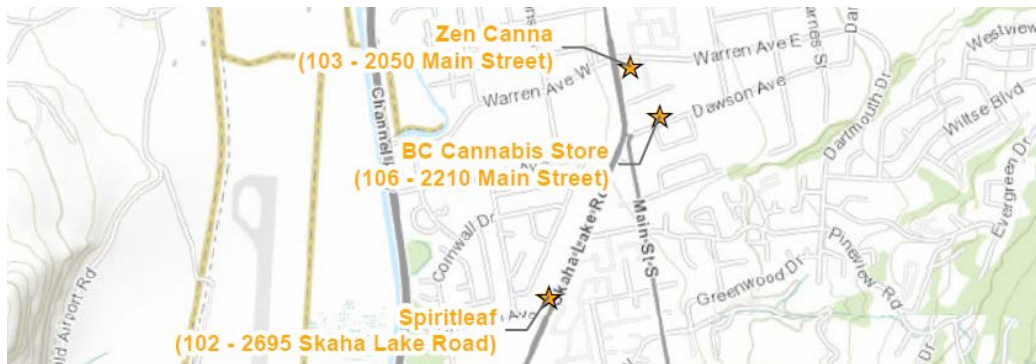 Zen Canna
(103 - 2050 Main Street)
Warren Ave E
Westview
Warren Ave W
Dawson Ave
Dartmouth Dr
Wiltse Blvd
Channel
BC Cannabis Store
(106 - 2210 Main Street)
Evergreen Dr
Skaha Lake Rd
Main St S
Cornwall Dr
Pineview Rd
Greenwood Dr
Old Airport Rd
Spiritleaf
(102 - 2695 Skaha Lake Road)